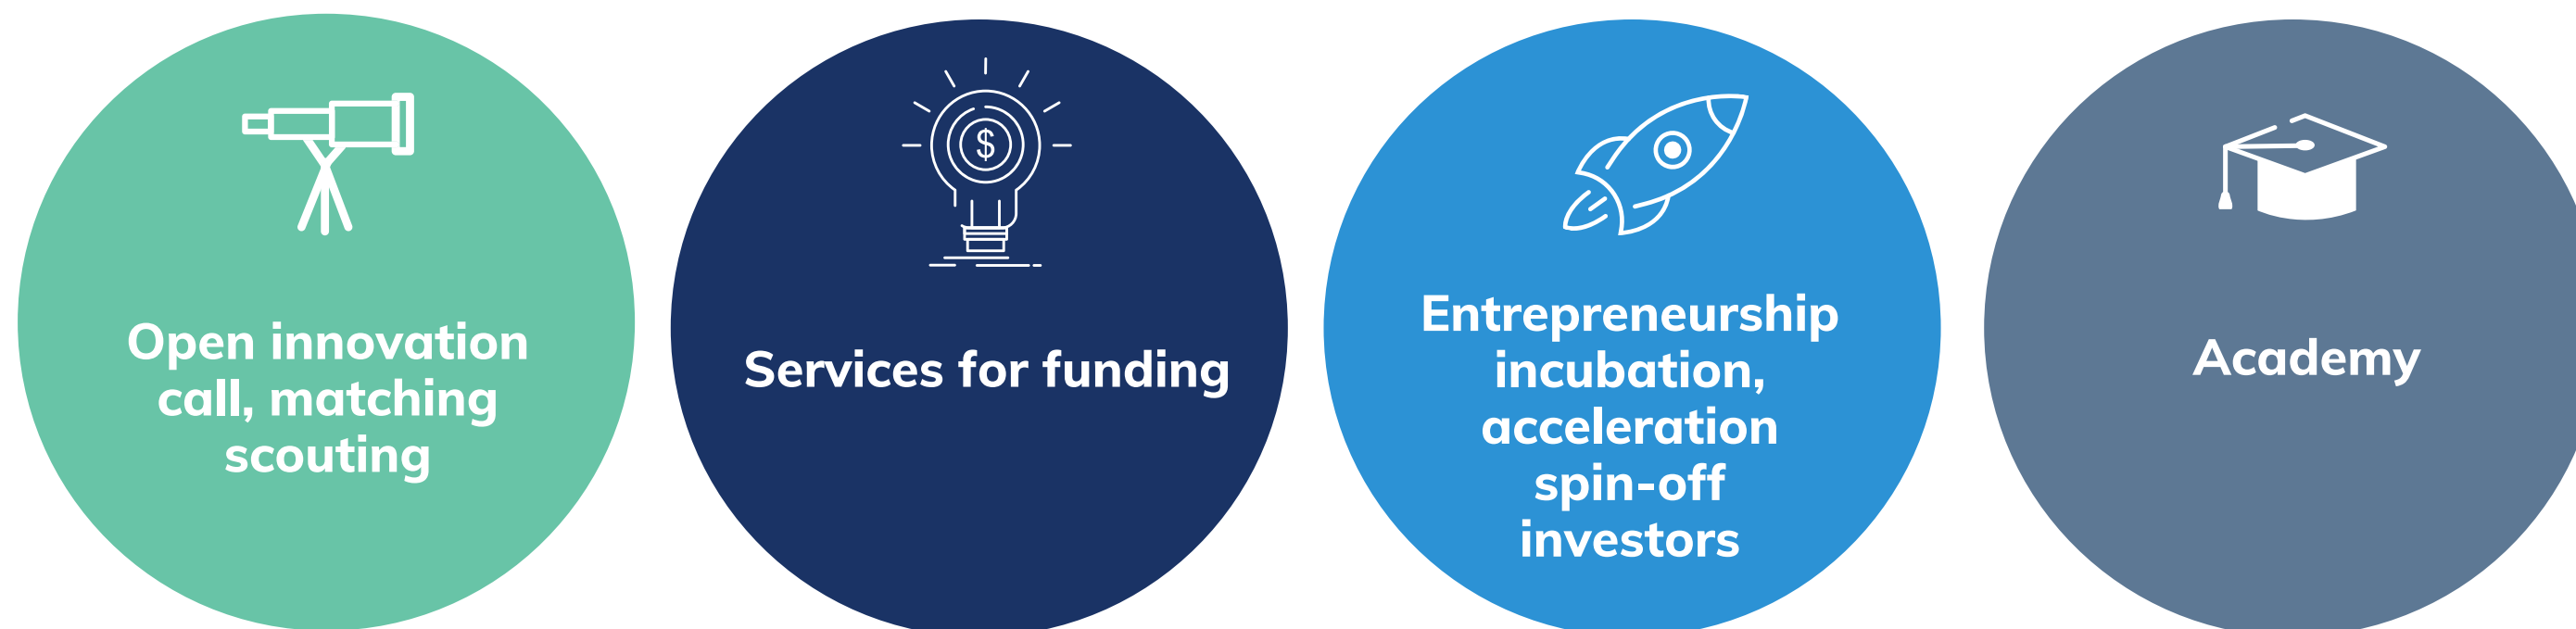 Open innovation
call, matching
scouting
$
Services for funding
Entrepreneurship
incubation,
acceleration
spin-off
investors
Academy